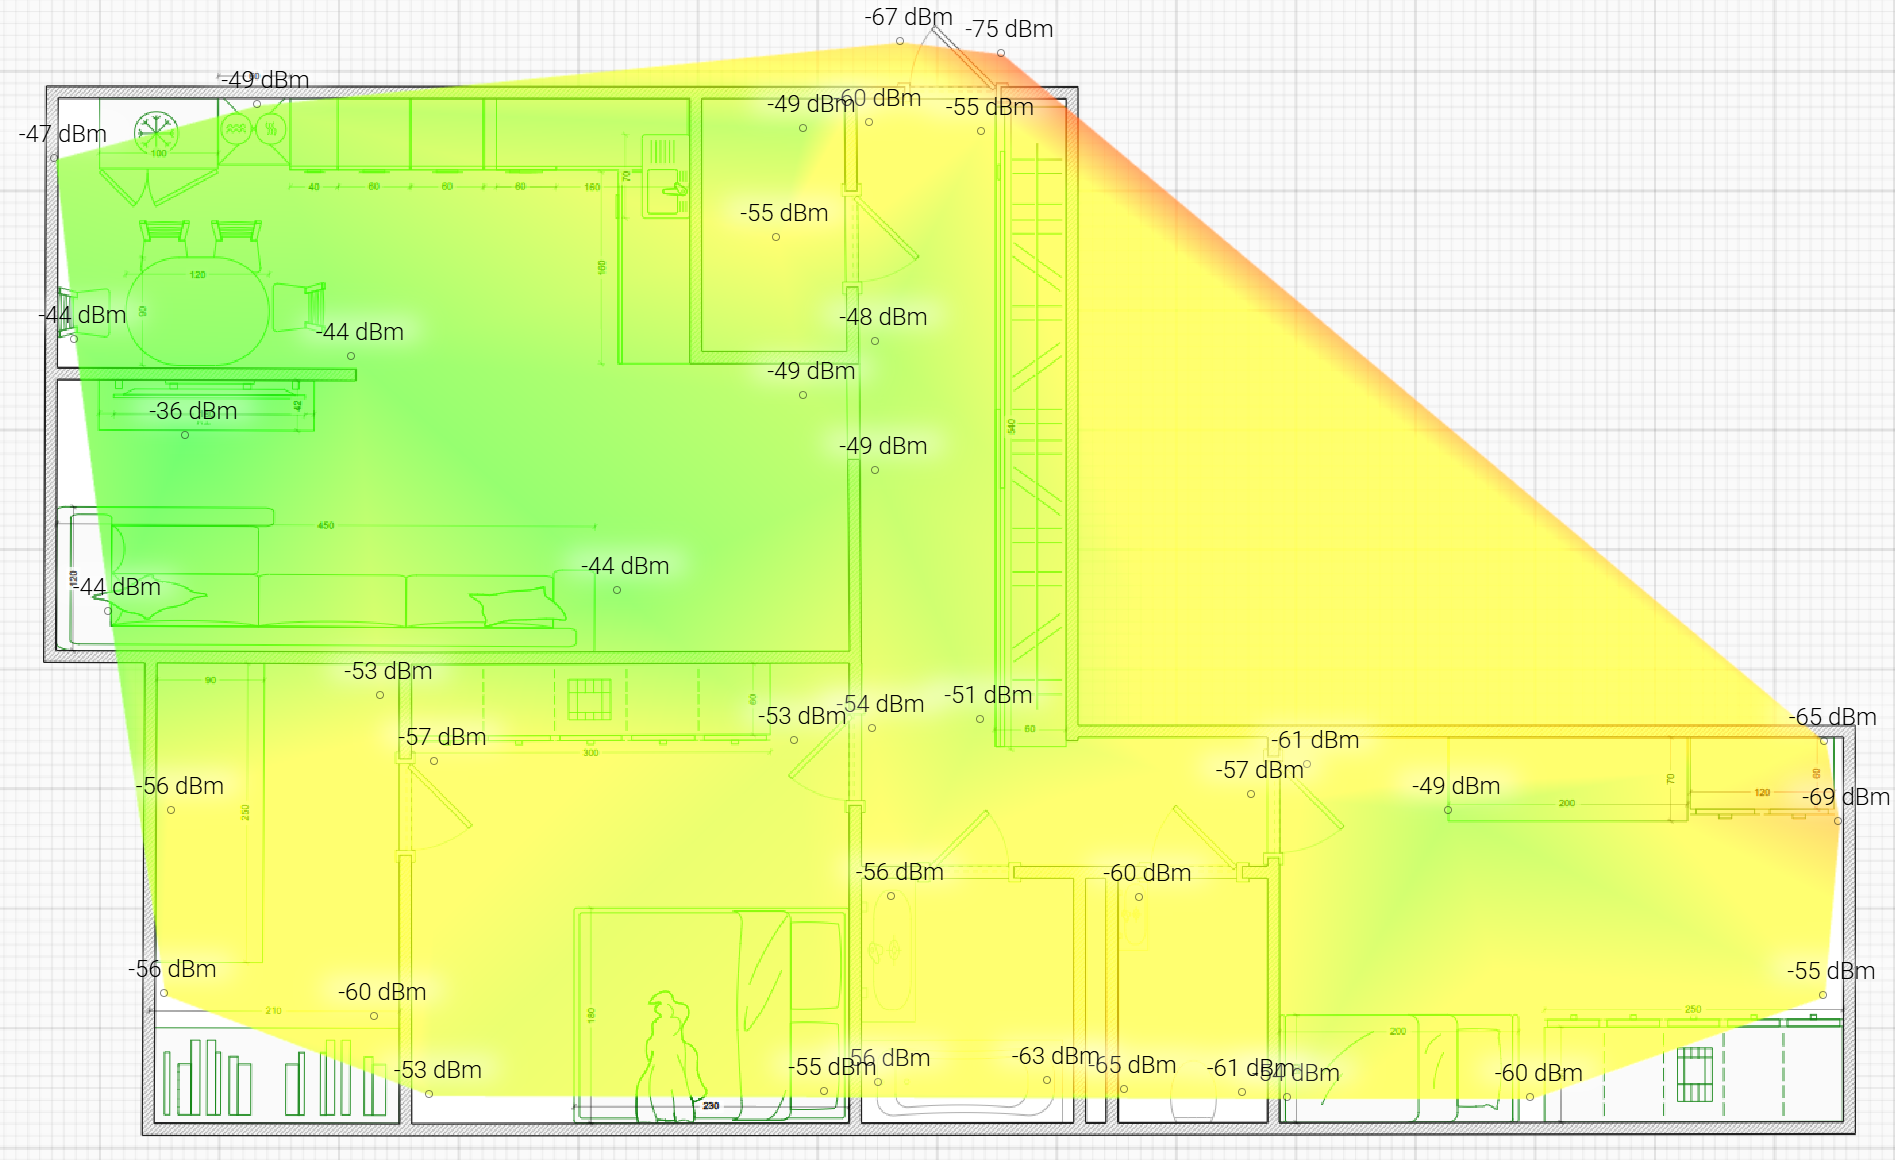 -67 dBm
-75 dBm
-49 dBm
-49 dBm
-60 dBm
-55 dBm
-47 dBm
100
40
60
60
60
160
70
-55 dBm
120
160
90
-44 dBm
-44 dBm
-48 dBm
-49 dBm
-36 dBm
42
540
-49 dBm
450
120
-44 dBm
-44 dBm
-53 dBm
90
60
-51 dBm
-54 dBm
-53 dBm
60
-65 dBm
-57 dBm
300
-61 dBm
-57 dBm
-56 dBm
250
-49 dBm
70
60
120
-69 dBm
200
-56 dBm
-60 dBm
-56 dBm
-55 dBm
-60 dBm
210
180
250
200
-53 dBm
-55 dBm
-56 dBm
-63 dBm
-65 dBm
-61 dBm
-54 dBm
-60 dBm
230